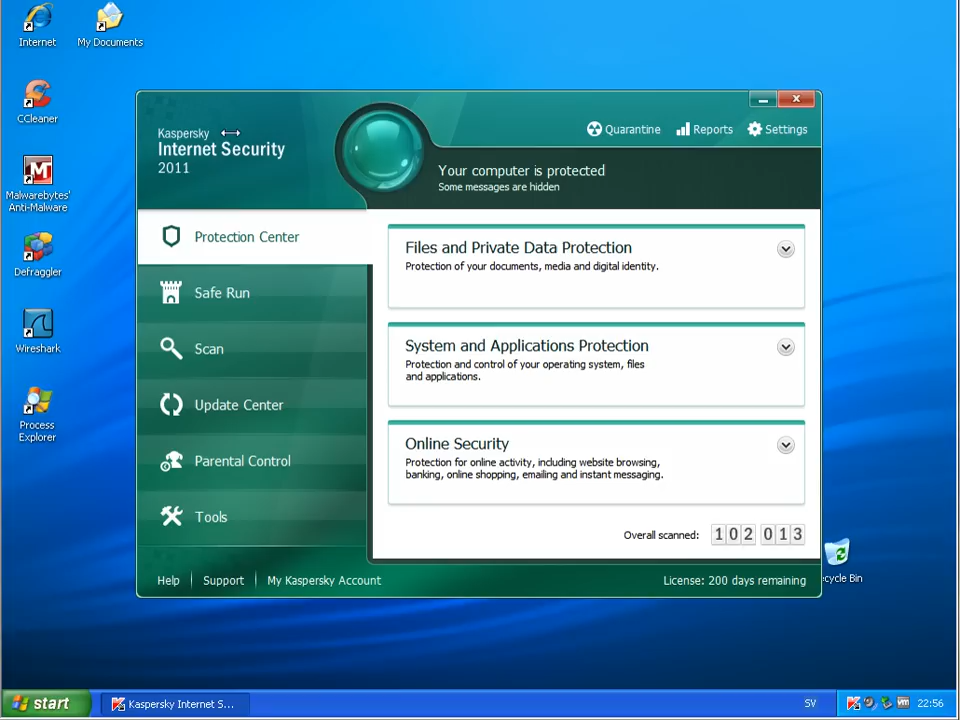 Internet
My Documents
CCleaner
Malwarebytes'
Anti-Malware
Defraggler
Wireshark
Process
Explorer
Kaspersky
Internet Security
2011
Quarantine
Reports
Settings
Your computer is protected
Some messages are hidden
Protection Center
Safe Run
Scan
Update Center
Parental Control
Tools
Files and Private Data Protection
Protection of your documents, media and digital identity.
System and Applications Protection
Protection and control of your operating system, files
and applications.
Online Security
Protection for online activity, including website browsing,
banking, online shopping, emailing and instant messaging.
Overall scanned: 102 013
Help
Support
My Kaspersky Account
License: 200 days remaining
ecycle Bin
start
Kaspersky Internet S...
SV
22:56